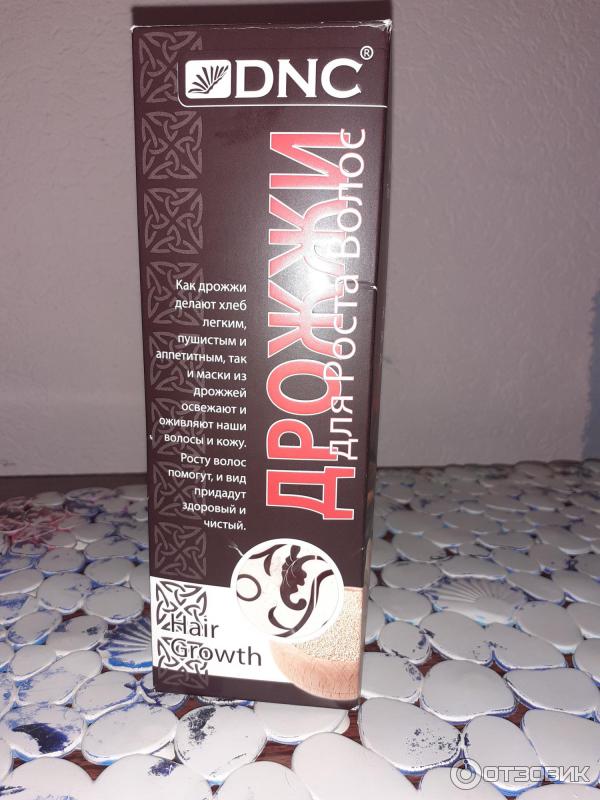 DNC®
ДРОЖЖИ
для Роста Волос
Как дрожжи
делают хлеб
легким,
пушистым и
аппетитным, так
и маски из
дрожжей
освежают и
оживляют наши
волосы и кожу.
Росту волос
помогут, и вид
придадут
здоровый и
чистый.
Hair
Growth
ОТЗОВИК